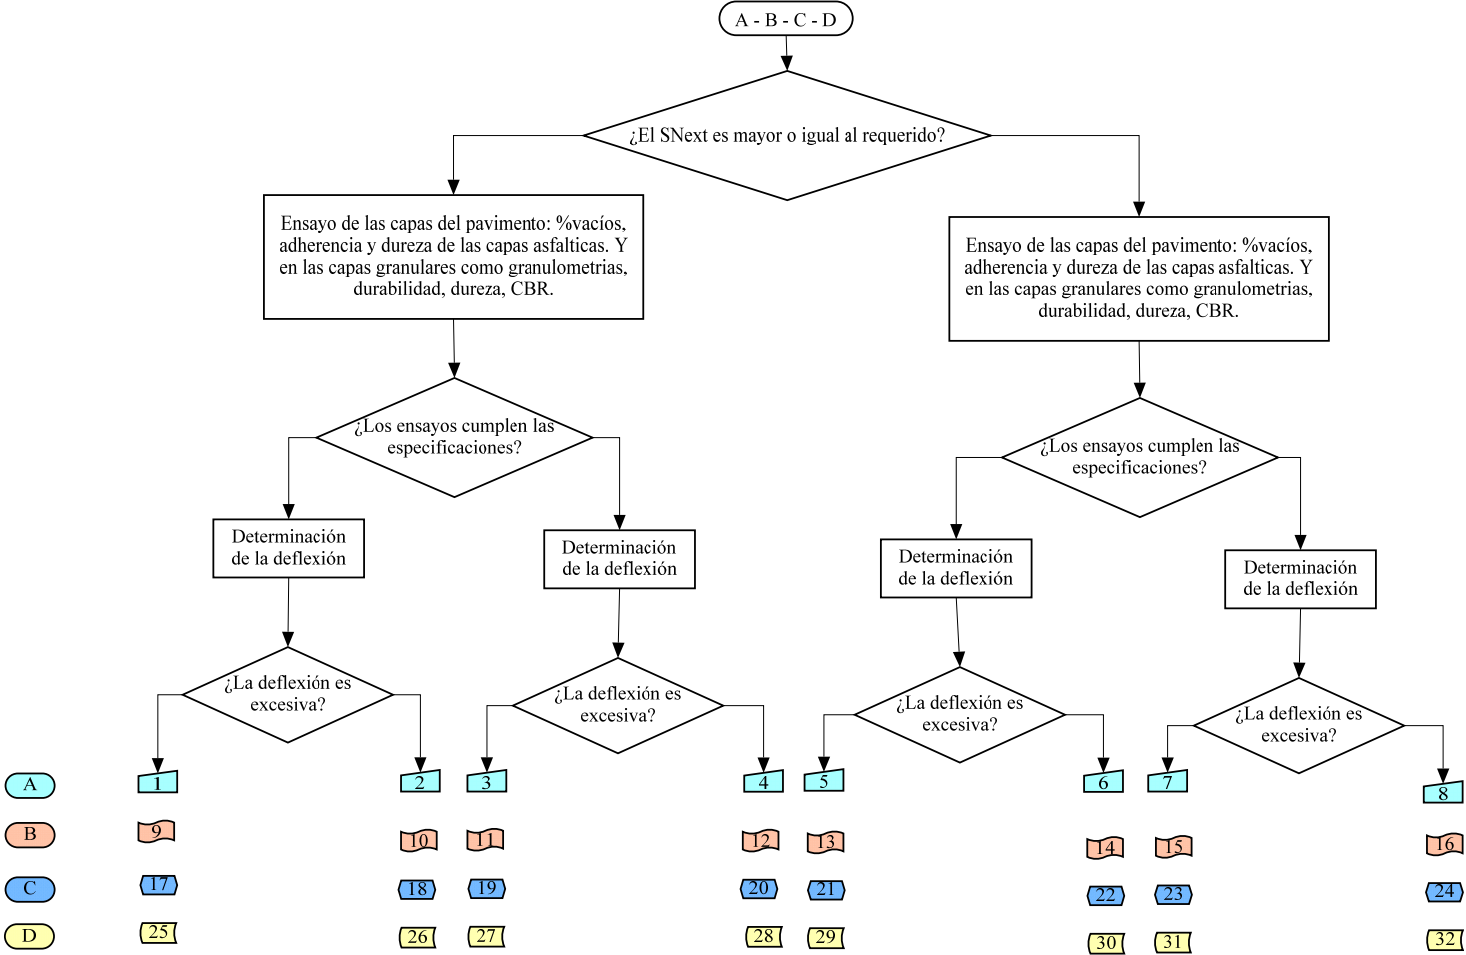 A - B - C - D
¿El SNext es mayor o igual al requerido?
Ensayo de las capas del pavimento: %vacíos,
adherencia y dureza de las capas asfalticas. Y
en las capas granulares como granulometrias,
durabilidad, dureza, CBR.
Ensayo de las capas del pavimento: %vacíos,
adherencia y dureza de las capas asfalticas. Y
en las capas granulares como granulometrias,
durabilidad, dureza, CBR.
¿Los ensayos cumplen las
especificaciones?
¿Los ensayos cumplen las
especificaciones?
Determinación
de la deflexión
Determinación
de la deflexión
Determinación
de la deflexión
Determinación
de la deflexión
¿La deflexión es
excesiva?
¿La deflexión es
excesiva?
¿La deflexión es
excesiva?
¿La deflexión es
excesiva?
A 1 2 3 4 5 6 7 8
B 9 10 11 12 13 14 15 16
C 17 18 19 20 21 22 23 24
D 25 26 27 28 29 30 31 32